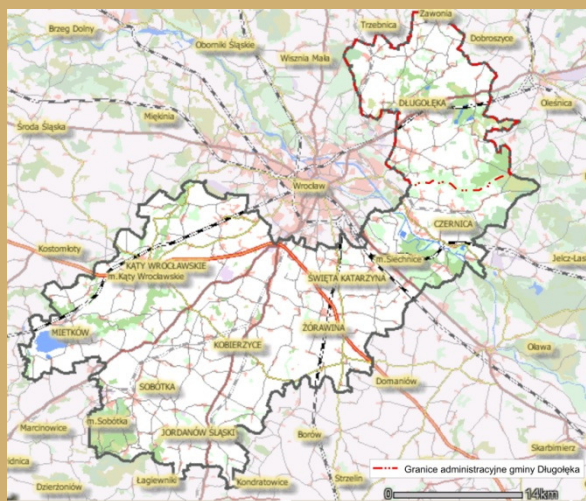 Zawonia
Trzebnica
Brzeg Dolny
Dobroszyce
Oborniki Śląskie
Wisznia Mała
DŁUGOŁĘKA
Oleśnica
Miękinia
Środa Śląska
Wrocław
CZERNICA
Kostomłoty
m.Siechnice
Jelcz-Las
KĄTY WROCŁAWSKIE
m.Kąty Wrocławskie
ŚWIĘTA KATARZYNA
MIETKÓW
ŻÓRAWINA
KOBIERZYCE
Oława
SOBÓTKA
Domaniów
m.Sobótka
Marcinowice
JORDANÓW ŚLĄSKI
Borów
Skarbimierz
idnica
Łagiewniki
Strzelin
Dzierżoniów
Kondratowice
Granice administracyjne gminy Długołęka
0 14km